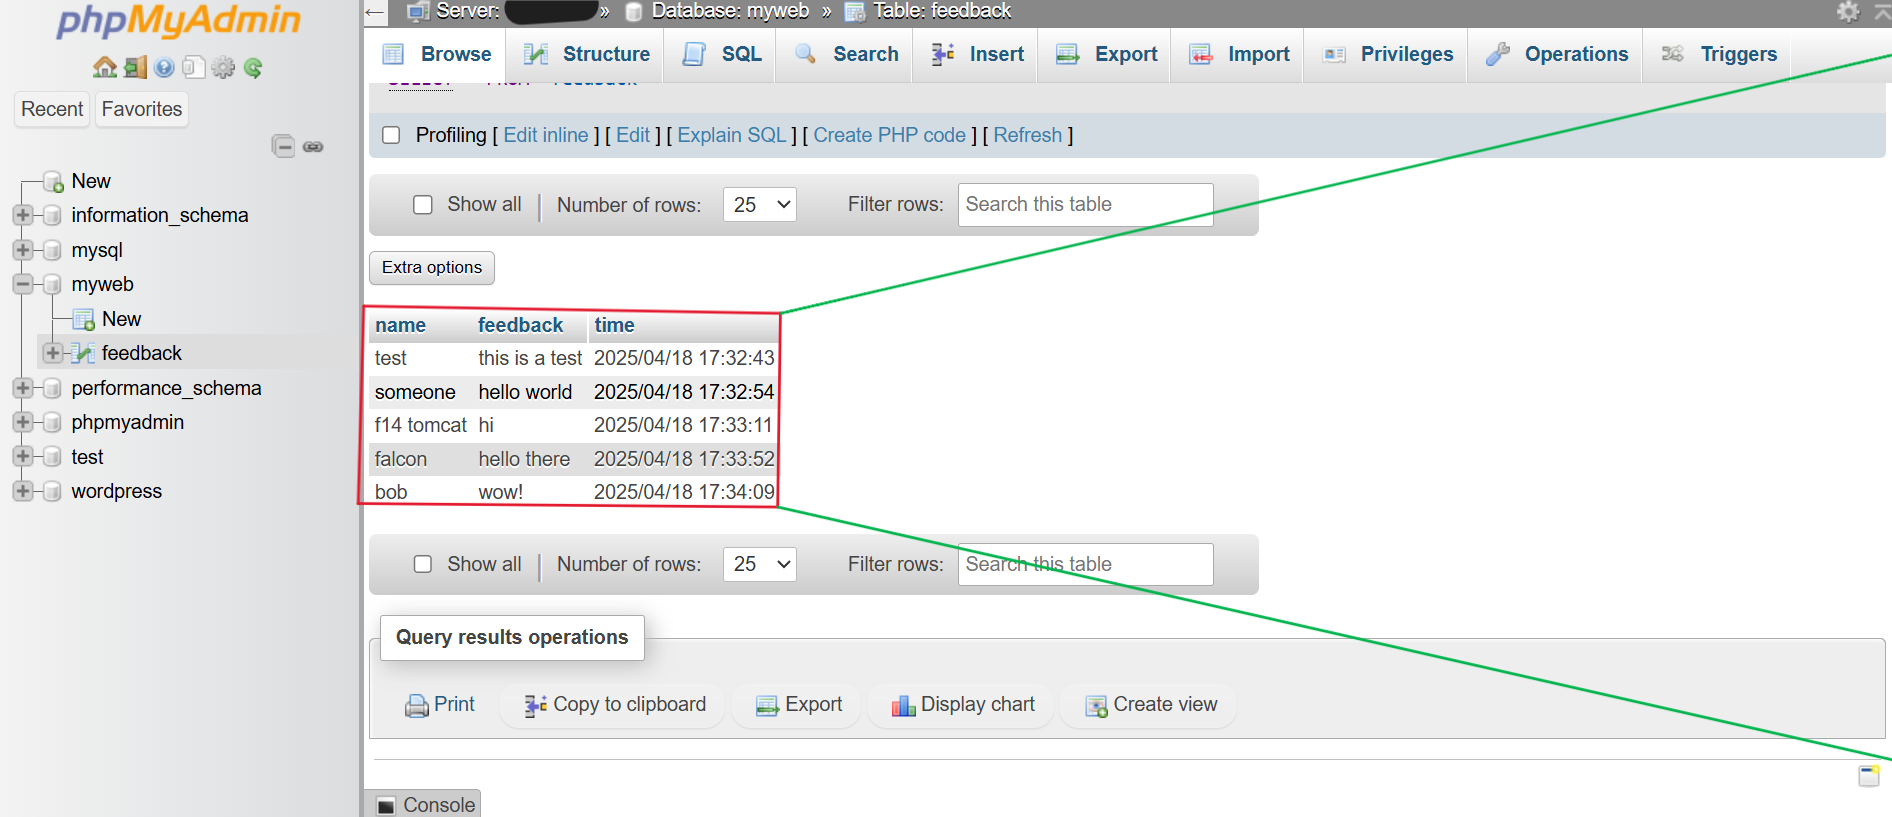 phpMyAdmin
Server: » Database: myweb » Table: feedback
Browse Structure SQL Search Insert Export Import Privileges Operations Triggers
Recent Favorites
Profiling [ Edit inline ] [ Edit ] [ Explain SQL ] [ Create PHP code ] [ Refresh ]
New
information_schema
mysql
myweb
New
feedback
performance_schema
phpmyadmin
test
wordpress
Show all Number of rows: 25 Filter rows: Search this table
Extra options
name feedback time
test this is a test 2025/04/18 17:32:43
someone hello world 2025/04/18 17:32:54
f14 tomcat hi 2025/04/18 17:33:11
falcon hello there 2025/04/18 17:33:52
bob wow! 2025/04/18 17:34:09
Show all Number of rows: 25 Filter rows: Search this table
Query results operations
Print Copy to clipboard Export Display chart Create view
Console